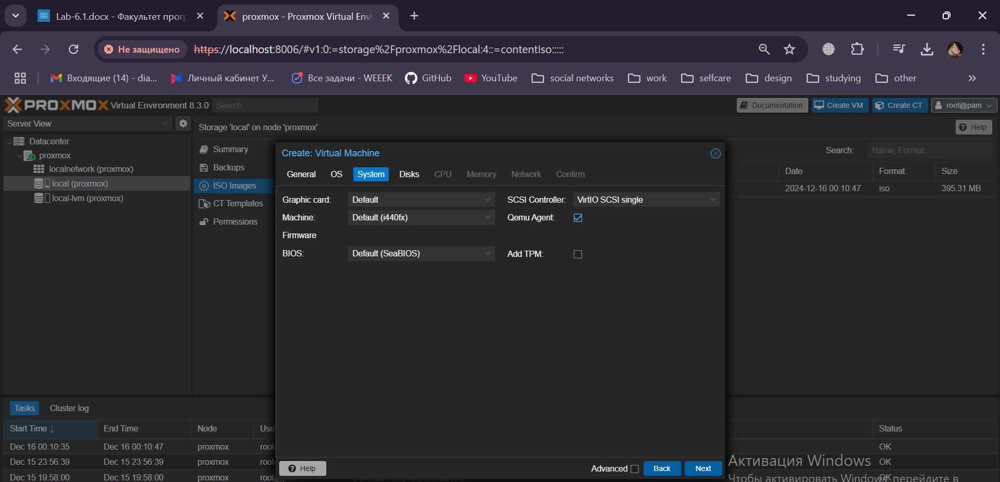 Lab-6.1.docx - Факультет прог
proxmox - Proxmox Virtual Envi
Не защищено
https://localhost:8006/#v1:0:=storage%2Fproxmox%2Flocal:4::=contentIso:::::
Входящие (14) - dia...
Личный кабинет У...
Все задачи - WEEEK
GitHub
YouTube
social networks
work
selfcare
design
studying
other
PROXMOX Virtual Environment 8.3.0
Search
Documentation
Create VM
Create CT
root@pam
Server View
Storage 'local' on node 'proxmox'
Help
Datacenter
proxmox
localnetwork (proxmox)
local (proxmox)
local-lvm (proxmox)
Summary
Backups
ISO Images
CT Templates
Permissions
Search:
Name, Format
Date
Format
Size
2024-12-16 00:10:47
iso
395.31 MB
Create: Virtual Machine
General
OS
System
Disks
CPU
Memory
Network
Confirm
Graphic card:
Default
SCSI Controller:
VirtIO SCSI single
Machine:
Default (i440fx)
Qemu Agent:
Firmware
BIOS:
Default (SeaBIOS)
Add TPM:
Help
Advanced
Back
Next
Tasks
Cluster log
Start Time
End Time
Node
Use
Status
Dec 16 00:10:35
Dec 16 00:10:47
proxmox
root
OK
Dec 15 23:56:39
Dec 15 23:56:39
proxmox
root
OK
Dec 15 19:58:00
Dec 15 19:58:00
proxmox
root@pam
OK
Активация Windows
Чтобы активировать Windows, перейдите в